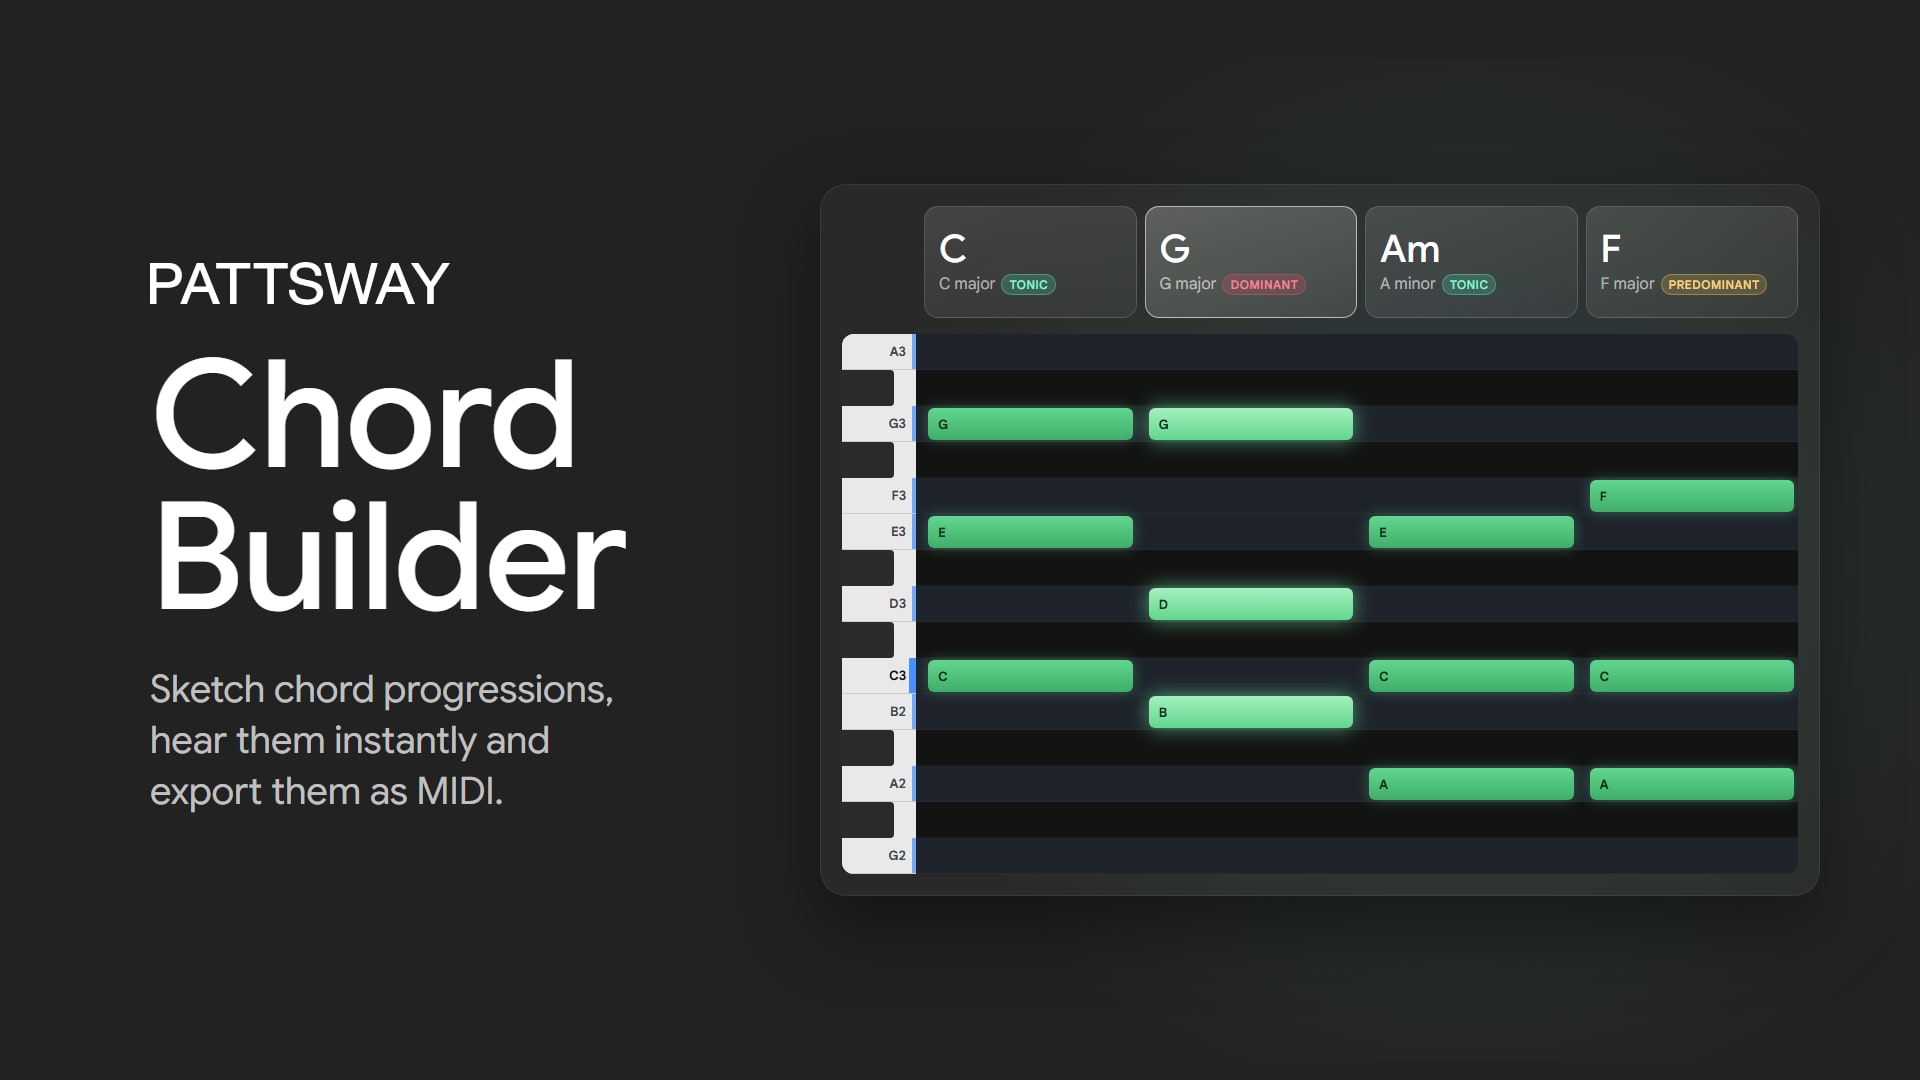 PATTSWAY
Chord
Builder
Sketch chord progressions,
hear them instantly and
export them as MIDI.
C
C major TONIC
G
G major DOMINANT
Am
A minor TONIC
F
F major PREDOMINANT
A3
G3 G G
F3 F
E3 E E
D3 D
C3 C C C
B2 B
A2 A A
G2